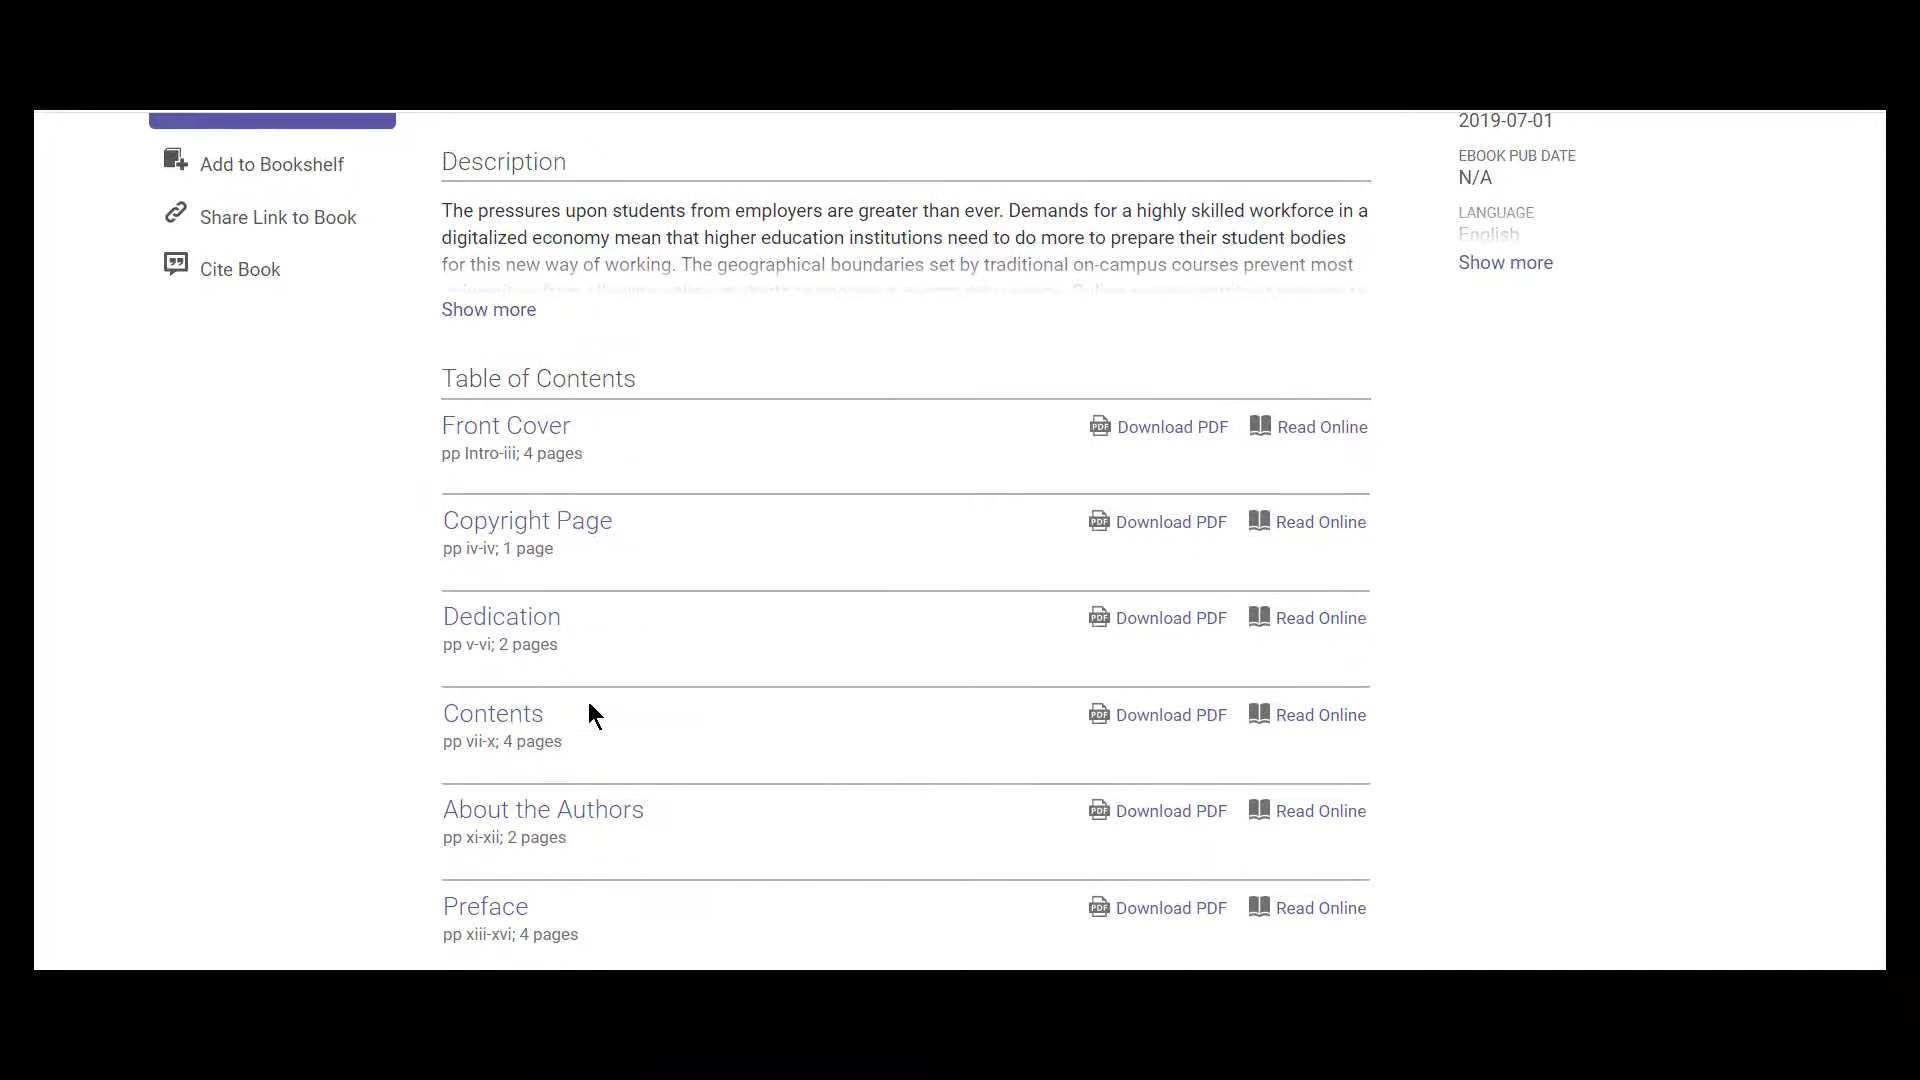 Add to Bookshelf
Share Link to Book
Cite Book
Description
The pressures upon students from employers are greater than ever. Demands for a highly skilled workforce in a
digitalized economy mean that higher education institutions need to do more to prepare their student bodies
for this new way of working. The geographical boundaries set by traditional on-campus courses prevent most
Show more
Table of Contents
Front Cover
pp Intro-iii; 4 pages
Download PDF Read Online
Copyright Page
pp iv-iv; 1 page
Download PDF Read Online
Dedication
pp v-vi; 2 pages
Download PDF Read Online
Contents
pp vii-x; 4 pages
Download PDF Read Online
About the Authors
pp xi-xii; 2 pages
Download PDF Read Online
Preface
pp xiii-xvi; 4 pages
Download PDF Read Online
2019-07-01
EBOOK PUB DATE
N/A
LANGUAGE
English
Show more